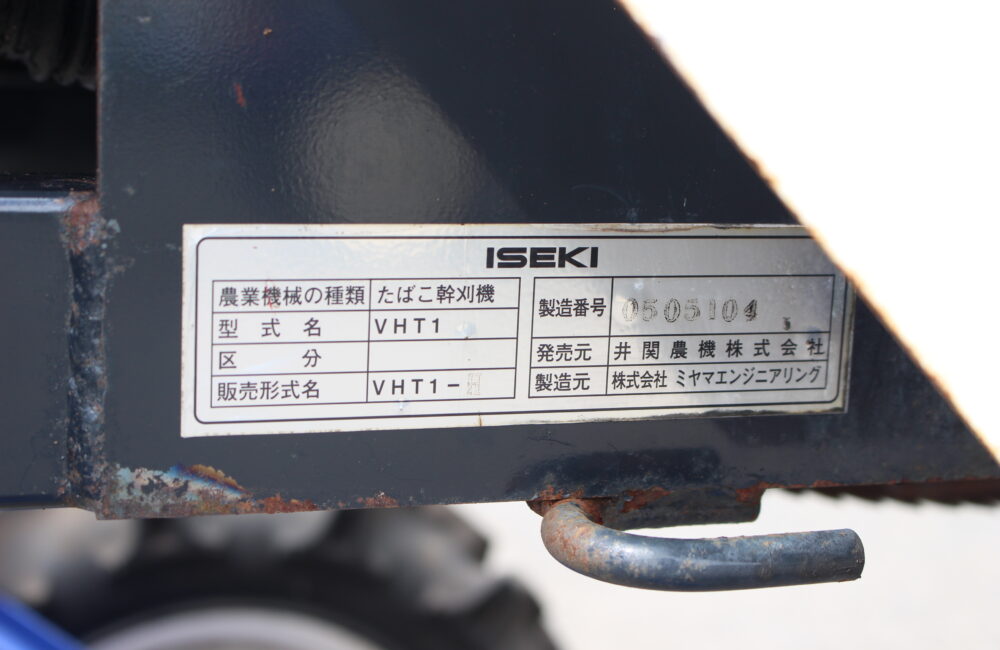 ISEKI
農業機械の種類 たばこ幹刈機
型式名 VHT1
区分
販売形式名 VHT1-H
製造番号 0505104
発売元 井関農機株式会社
製造元 株式会社 ミヤマエンジニアリング